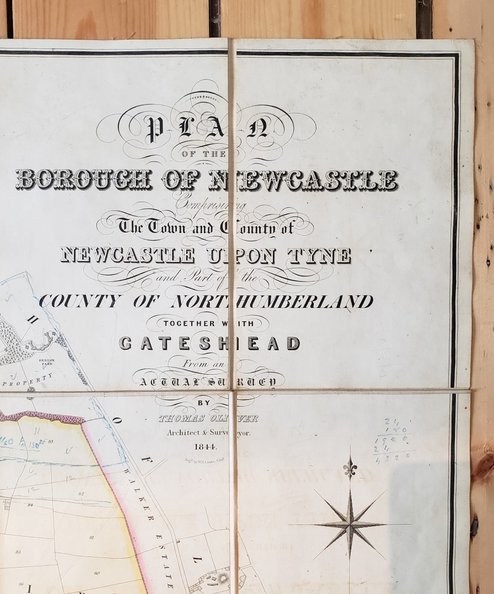 PLAN
OF THE
BOROUGH OF NEWCASTLE
Comprising
The Town and County of
NEWCASTLE UPON TYNE
and Part of the
COUNTY OF NORTHUMBERLAND
TOGETHER WITH
GATESHEAD
From an
ACTUAL SURVEY
BY
THOMAS OLIVER
Architect & Surveyor.
1844.
H
PROPERTY
O
F
WALKER ESTATE
L